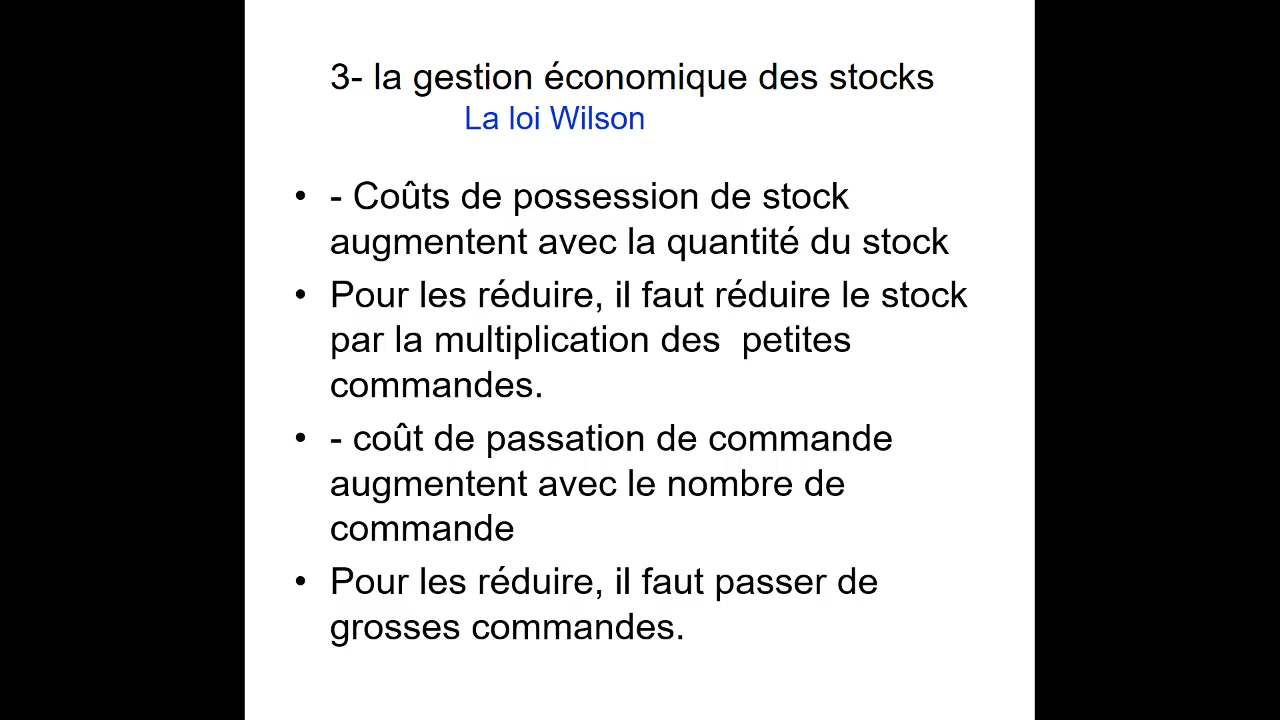 3- la gestion économique des stocks
La loi Wilson
• - Coûts de possession de stock
augmentent avec la quantité du stock
• Pour les réduire, il faut réduire le stock
par la multiplication des  petites
commandes.
• - coût de passation de commande
augmentent avec le nombre de
commande
• Pour les réduire, il faut passer de
grosses commandes.